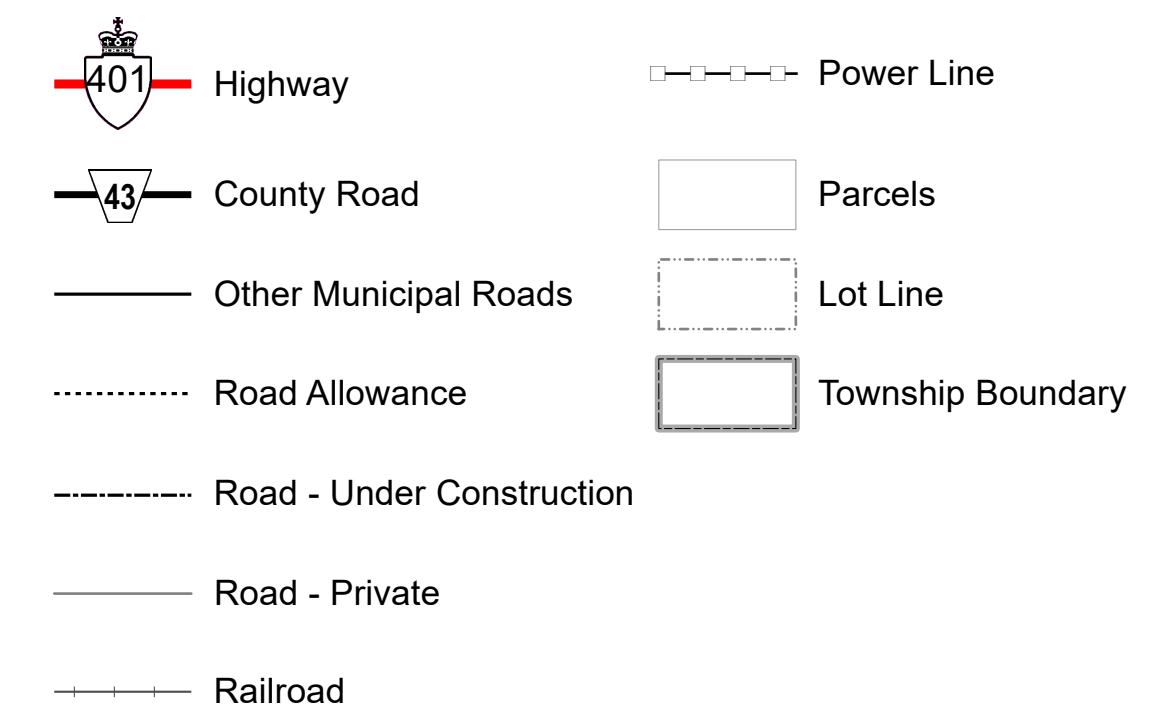 401
Highway
43
County Road
Other Municipal Roads
Road Allowance
Road - Under Construction
Road - Private
Railroad
Power Line
Parcels
Lot Line
Township Boundary